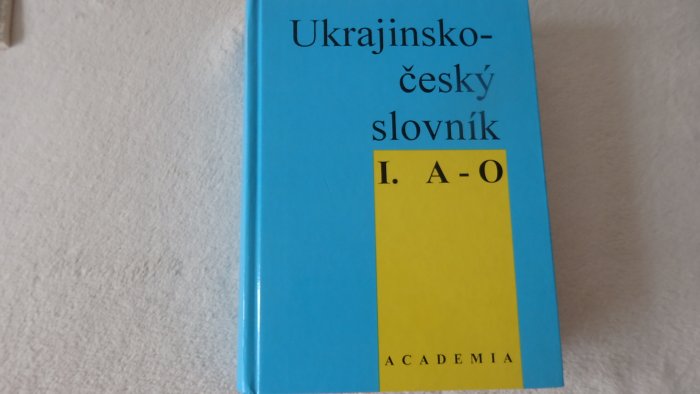 Ukrajinsko-
český
slovník
I. A-O
ACADEMIA